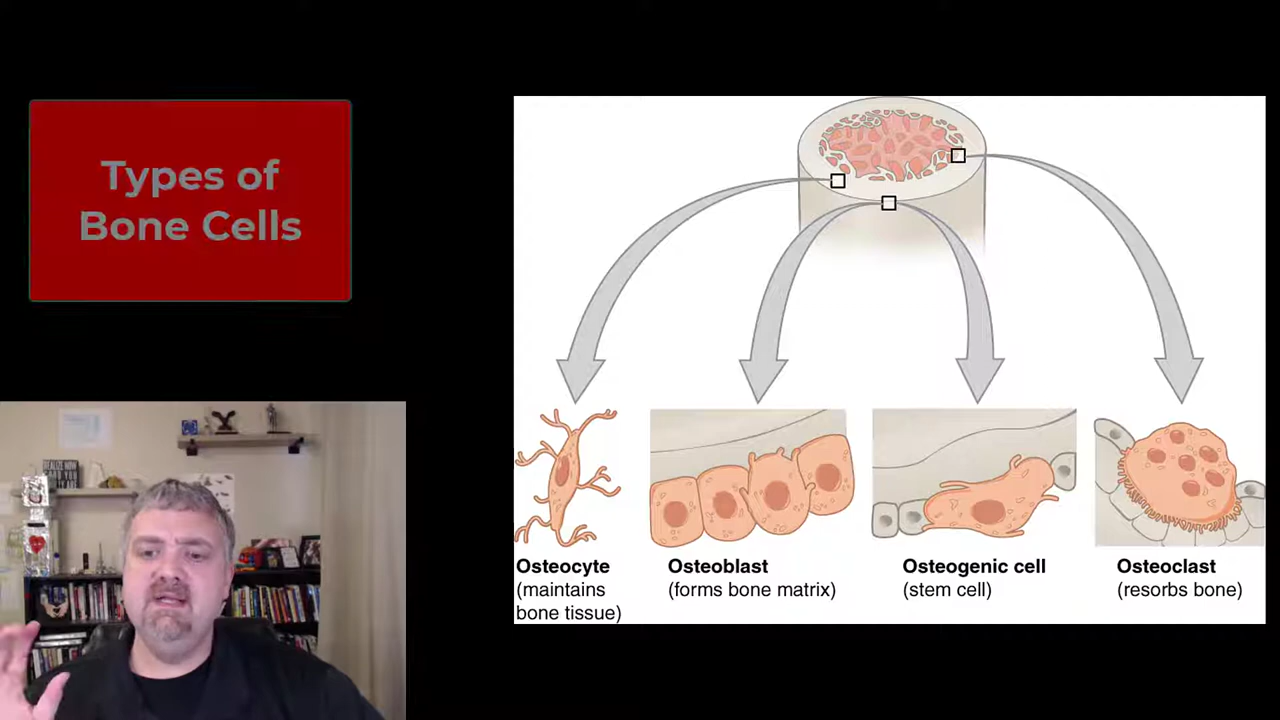 Types of
Bone Cells
Osteocyte
(maintains
bone tissue)
Osteoblast
(forms bone matrix)
Osteogenic cell
(stem cell)
Osteoclast
(resorbs bone)